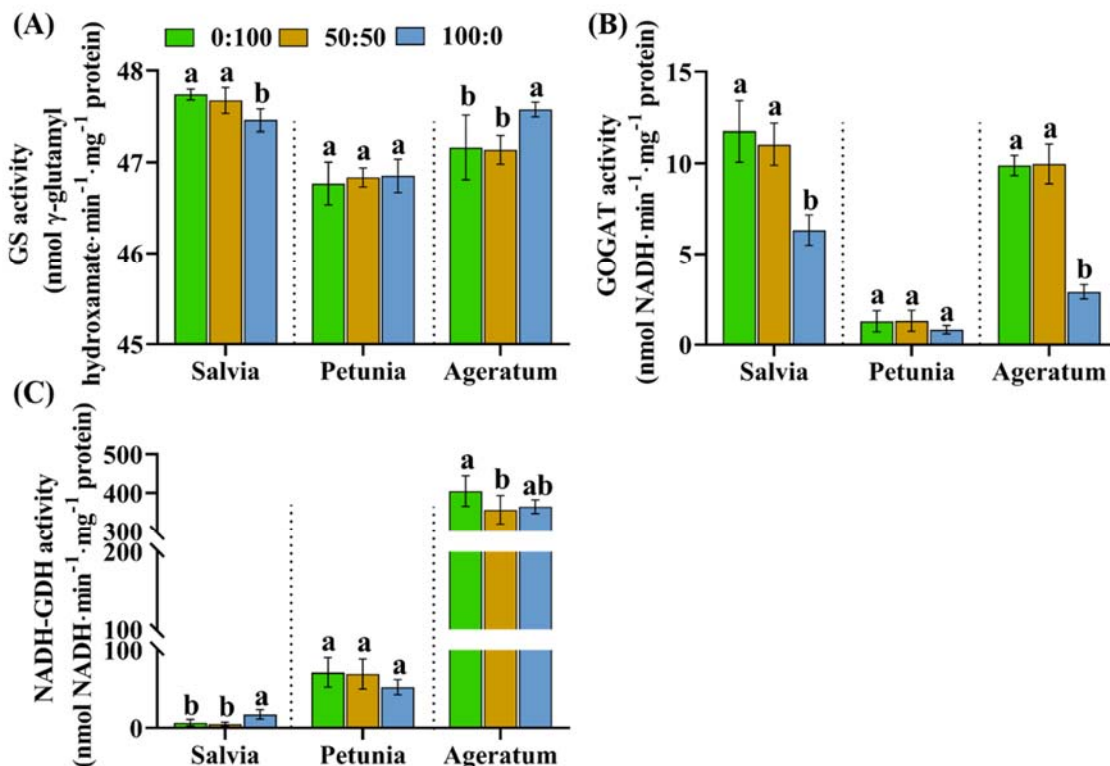 (A)
0:100 50:50 100:0
GS activity
(nmol γ-glutamyl
hydroxamate·min⁻¹·mg⁻¹ protein)
48
47
46
45
a a b
a a a
b b a
Salvia Petunia Ageratum
(B)
GOGAT activity
(nmol NADH·min⁻¹·mg⁻¹ protein)
15
10
5
0
a a b
a a a
a a b
Salvia Petunia Ageratum
(C)
NADH-GDH activity
(nmol NADH·min⁻¹·mg⁻¹ protein)
500
400
300
200
100
100
0
b b a
a a a
a b ab
Salvia Petunia Ageratum